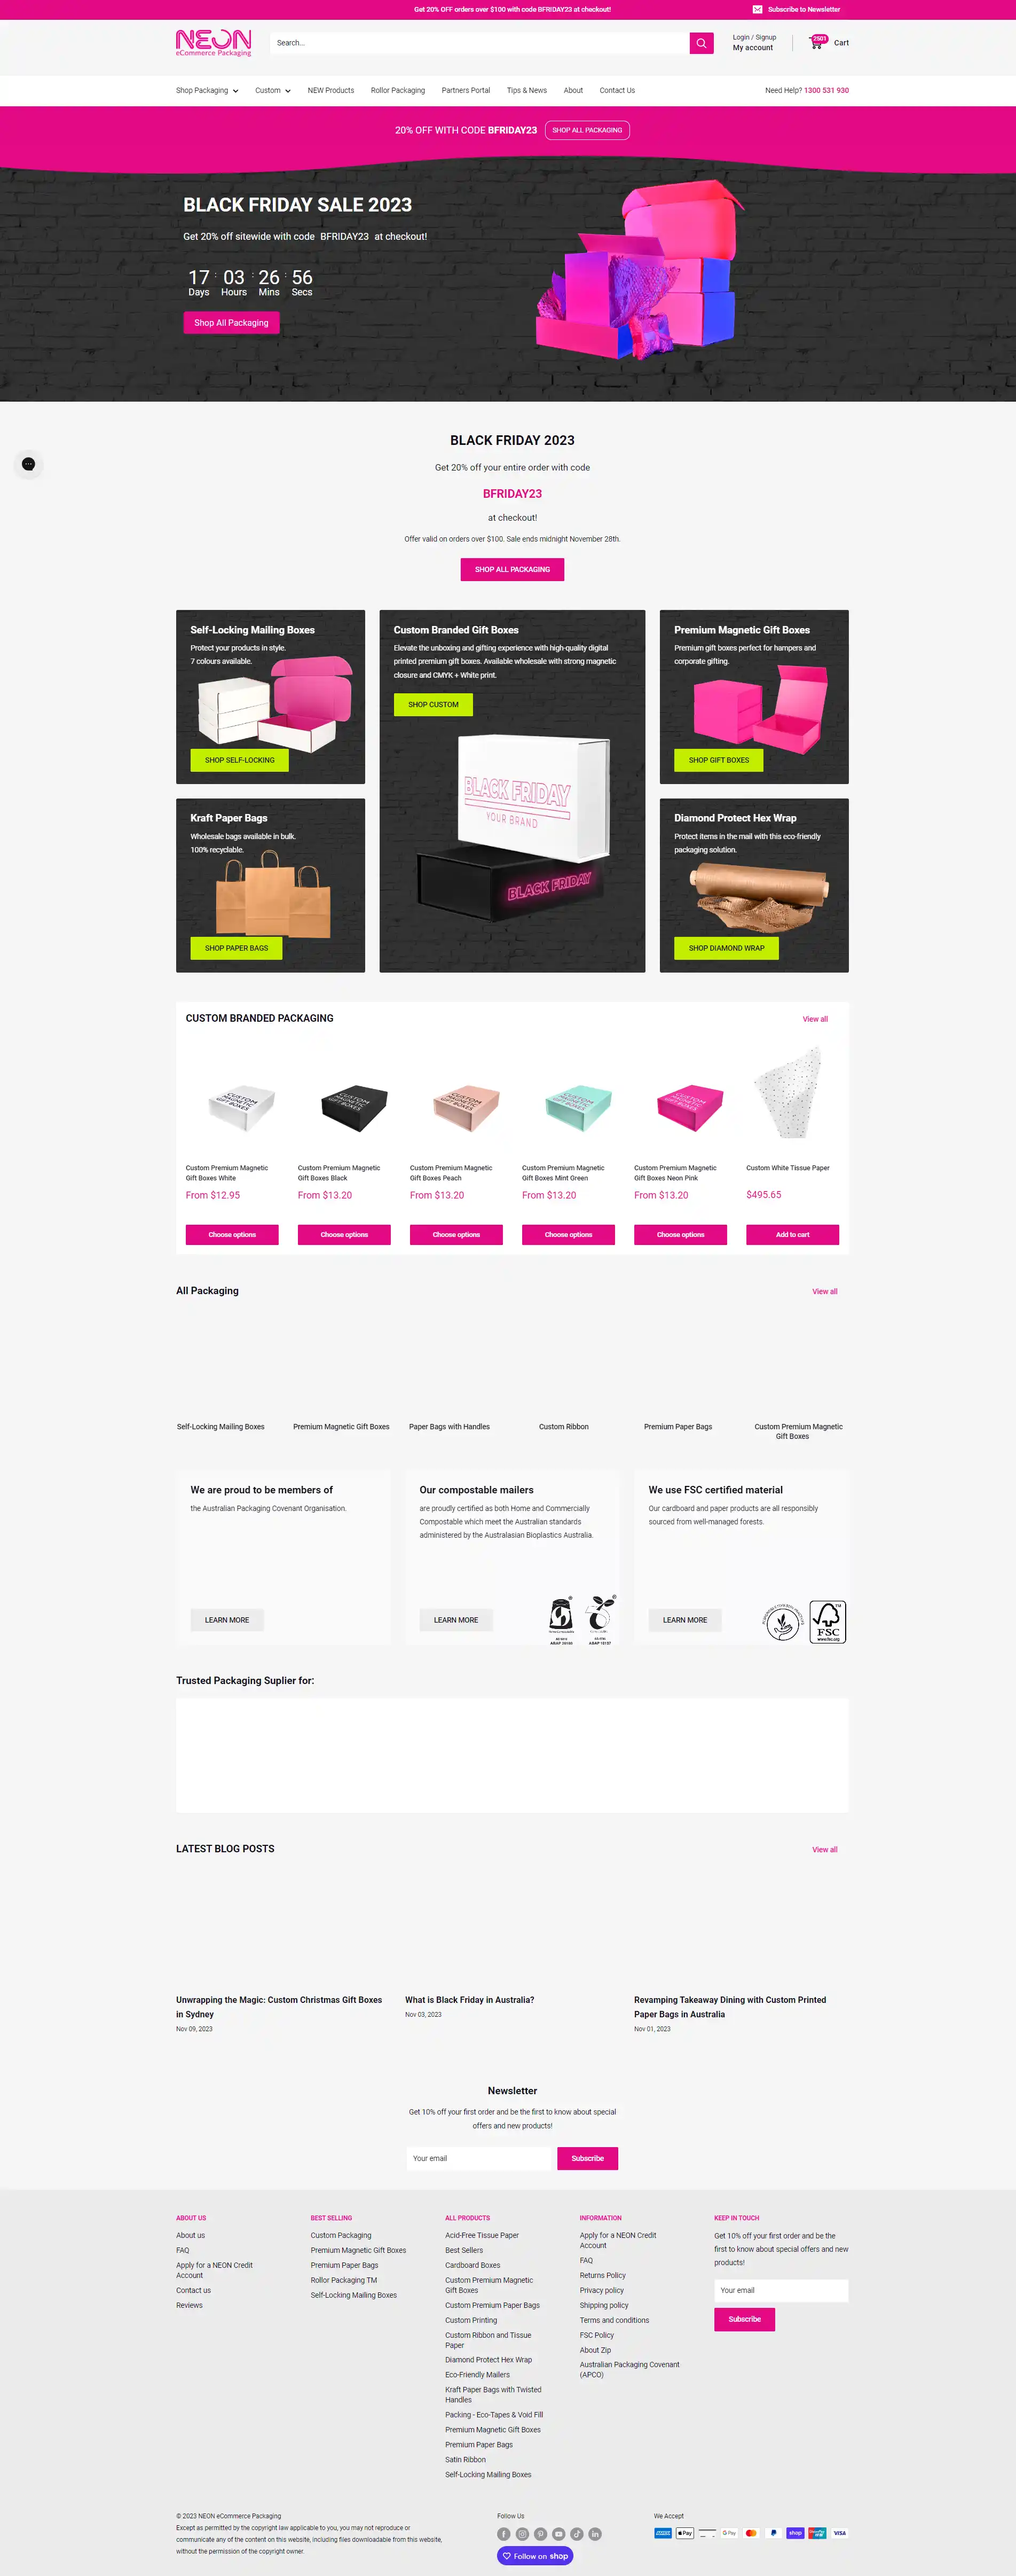 Get 20% OFF orders over $100 with code BFRIDAY23 at checkout!
Subscribe to Newsletter
NEON
eCommerce Packaging
Search...
Login / Signup
My account
2501
Cart
Shop Packaging
Custom
NEW Products
Rollor Packaging
Partners Portal
Tips & News
About
Contact Us
Need Help? 1300 531 930
20% OFF WITH CODE BFRIDAY23
SHOP ALL PACKAGING
BLACK FRIDAY SALE 2023
Get 20% off sitewide with code BFRIDAY23 at checkout!
17 : 03 : 26 : 56
Days Hours Mins Secs
Shop All Packaging
BLACK FRIDAY 2023
Get 20% off your entire order with code
BFRIDAY23
at checkout!
Offer valid on orders over $100. Sale ends midnight November 28th.
SHOP ALL PACKAGING
Self-Locking Mailing Boxes
Protect your products in style.
7 colours available.
SHOP SELF-LOCKING
Custom Branded Gift Boxes
Elevate the unboxing and gifting experience with high-quality digital
printed premium gift boxes. Available wholesale with strong magnetic
closure and CMYK + White print.
SHOP CUSTOM
BLACK FRIDAY
YOUR BRAND
BLACK FRIDAY
Premium Magnetic Gift Boxes
Premium gift boxes perfect for hampers and
corporate gifting.
SHOP GIFT BOXES
Kraft Paper Bags
Wholesale bags available in bulk.
100% recyclable.
SHOP PAPER BAGS
Diamond Protect Hex Wrap
Protect items in the mail with this eco-friendly
packaging solution.
SHOP DIAMOND WRAP
CUSTOM BRANDED PACKAGING
View all
CUSTOM
MAGNETIC
GIFT BOXES
CUSTOM
MAGNETIC
GIFT BOXES
CUSTOM
MAGNETIC
GIFT BOXES
CUSTOM
MAGNETIC
GIFT BOXES
CUSTOM
MAGNETIC
GIFT BOXES
Custom Premium Magnetic
Gift Boxes White
From $12.95
Choose options
Custom Premium Magnetic
Gift Boxes Black
From $13.20
Choose options
Custom Premium Magnetic
Gift Boxes Peach
From $13.20
Choose options
Custom Premium Magnetic
Gift Boxes Mint Green
From $13.20
Choose options
Custom Premium Magnetic
Gift Boxes Neon Pink
From $13.20
Choose options
Custom White Tissue Paper
$495.65
Add to cart
All Packaging
View all
Self-Locking Mailing Boxes
Premium Magnetic Gift Boxes
Paper Bags with Handles
Custom Ribbon
Premium Paper Bags
Custom Premium Magnetic
Gift Boxes
We are proud to be members of
the Australian Packaging Covenant Organisation.
LEARN MORE
Our compostable mailers
are proudly certified as both Home and Commercially
Compostable which meet the Australian standards
administered by the Australasian Bioplastics Australia.
LEARN MORE
We use FSC certified material
Our cardboard and paper products are all responsibly
sourced from well-managed forests.
LEARN MORE
FSC
www.fsc.org
Trusted Packaging Suplier for:
LATEST BLOG POSTS
View all
Unwrapping the Magic: Custom Christmas Gift Boxes
in Sydney
Nov 09, 2023
What is Black Friday in Australia?
Nov 03, 2023
Revamping Takeaway Dining with Custom Printed
Paper Bags in Australia
Nov 01, 2023
Newsletter
Get 10% off your first order and be the first to know about special
offers and new products!
Your email
Subscribe
ABOUT US
About us
FAQ
Apply for a NEON Credit
Account
Contact us
Reviews
BEST SELLING
Custom Packaging
Premium Magnetic Gift Boxes
Premium Paper Bags
Rollor Packaging TM
Self-Locking Mailing Boxes
ALL PRODUCTS
Acid-Free Tissue Paper
Best Sellers
Cardboard Boxes
Custom Premium Magnetic
Gift Boxes
Custom Premium Paper Bags
Custom Printing
Custom Ribbon and Tissue
Paper
Diamond Protect Hex Wrap
Eco-Friendly Mailers
Kraft Paper Bags with Twisted
Handles
Packing - Eco-Tapes & Void Fill
Premium Magnetic Gift Boxes
Premium Paper Bags
Satin Ribbon
Self-Locking Mailing Boxes
INFORMATION
Apply for a NEON Credit
Account
FAQ
Returns Policy
Privacy policy
Shipping policy
Terms and conditions
FSC Policy
About Zip
Australian Packaging Covenant
(APCO)
KEEP IN TOUCH
Get 10% off your first order and be the
first to know about special offers and new
products!
Your email
Subscribe
© 2023 NEON eCommerce Packaging
Except as permitted by the copyright law applicable to you, you may not reproduce or
communicate any of the content on this website, including files downloadable from this website,
without the permission of the copyright owner.
Follow Us
Follow on shop
We Accept
Pay
G Pay
shop
VISA